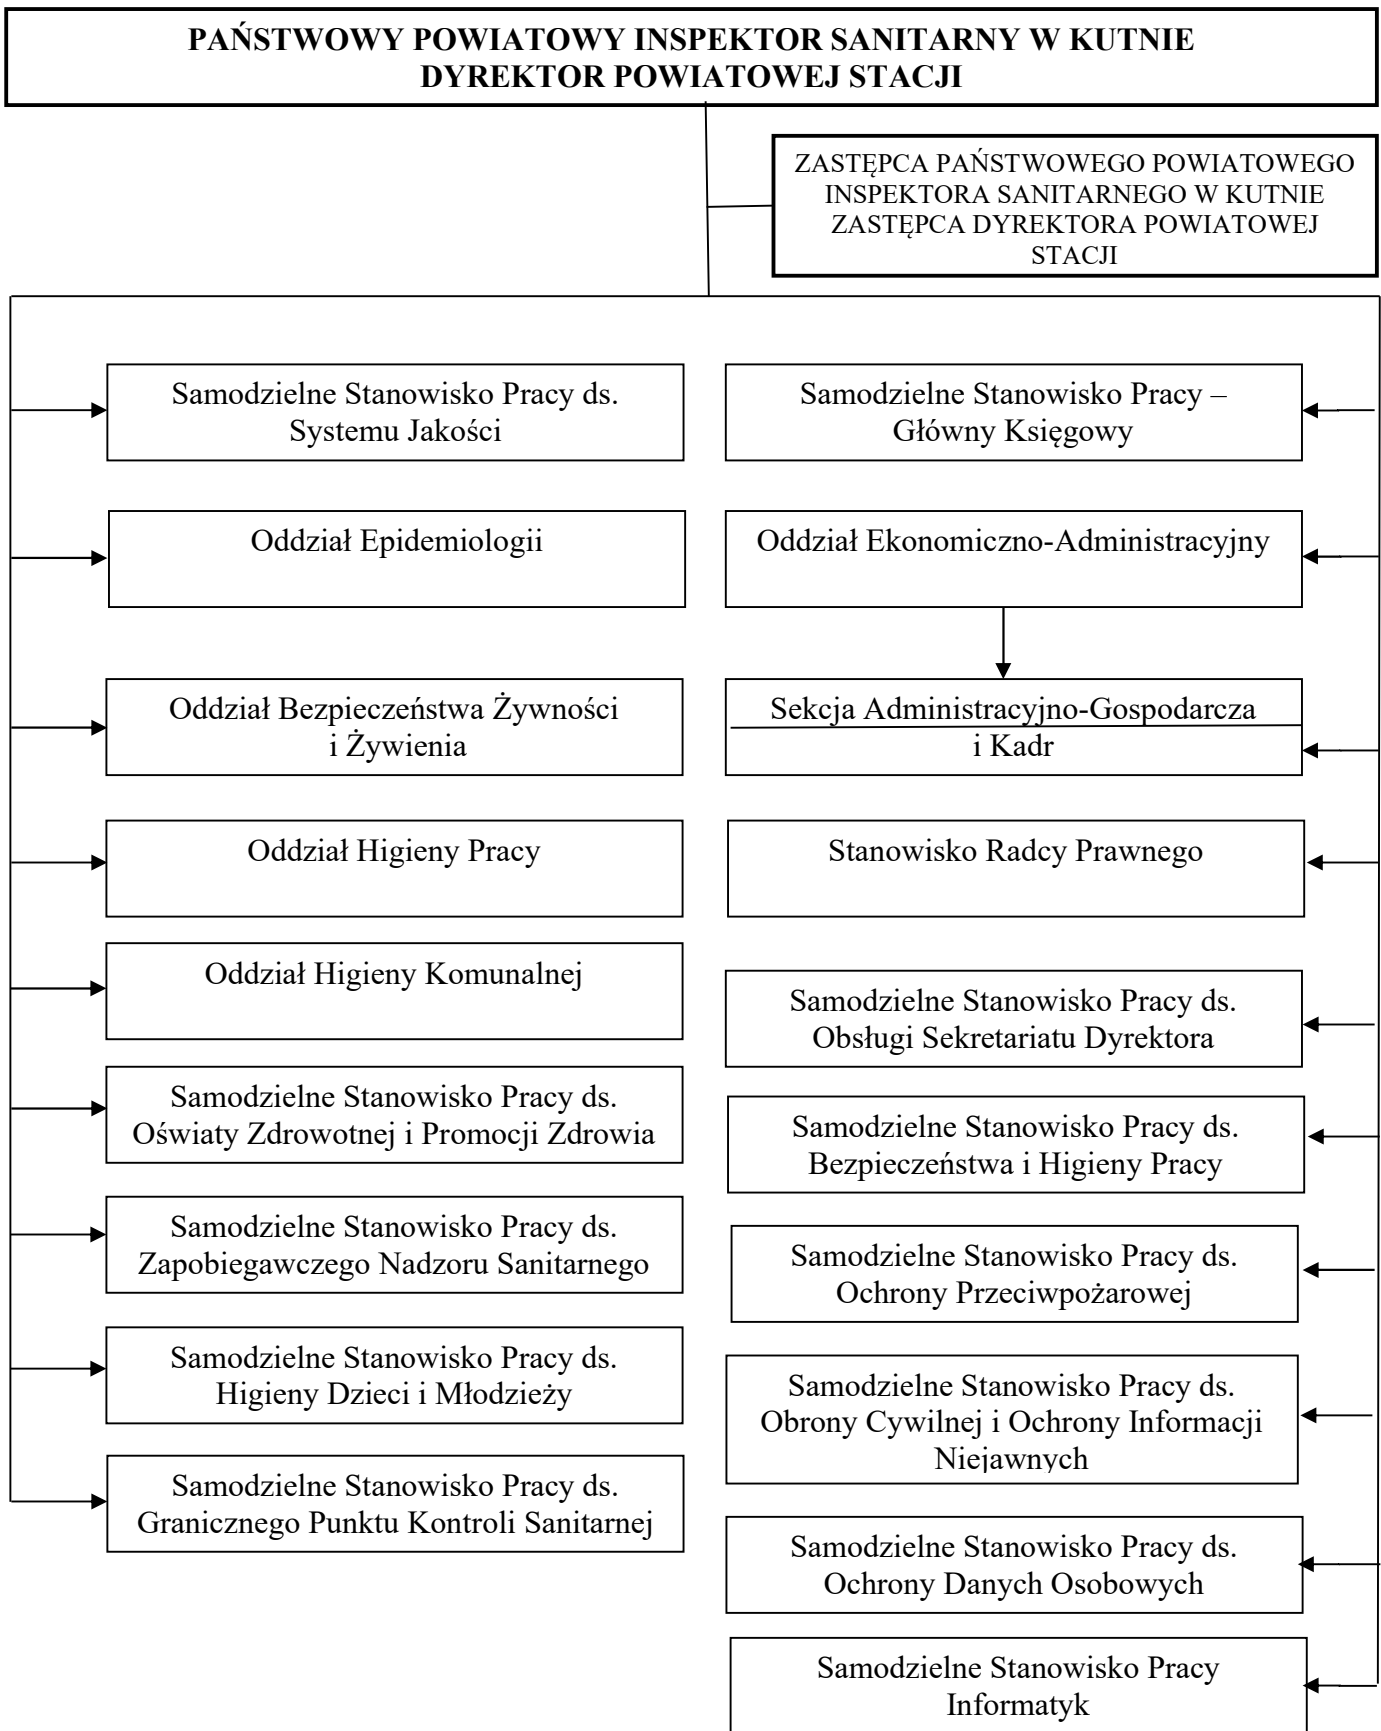 PAŃSTWOWY POWIATOWY INSPEKTOR SANITARNY W KUTNIE
DYREKTOR POWIATOWEJ STACJI
ZASTĘPCA PAŃSTWOWEGO POWIATOWEGO
INSPEKTORA SANITARNEGO W KUTNIE
ZASTĘPCA DYREKTORA POWIATOWEJ
STACJI
Samodzielne Stanowisko Pracy ds.
Systemu Jakości
Oddział Epidemiologii
Oddział Bezpieczeństwa Żywności
i Żywienia
Oddział Higieny Pracy
Oddział Higieny Komunalnej
Samodzielne Stanowisko Pracy ds.
Oświaty Zdrowotnej i Promocji Zdrowia
Samodzielne Stanowisko Pracy ds.
Zapobiegawczego Nadzoru Sanitarnego
Samodzielne Stanowisko Pracy ds.
Higieny Dzieci i Młodzieży
Samodzielne Stanowisko Pracy ds.
Granicznego Punktu Kontroli Sanitarnej
Samodzielne Stanowisko Pracy –
Główny Księgowy
Oddział Ekonomiczno-Administracyjny
Sekcja Administracyjno-Gospodarcza
i Kadr
Stanowisko Radcy Prawnego
Samodzielne Stanowisko Pracy ds.
Obsługi Sekretariatu Dyrektora
Samodzielne Stanowisko Pracy ds.
Bezpieczeństwa i Higieny Pracy
Samodzielne Stanowisko Pracy ds.
Ochrony Przeciwpożarowej
Samodzielne Stanowisko Pracy ds.
Obrony Cywilnej i Ochrony Informacji
Niejawnych
Samodzielne Stanowisko Pracy ds.
Ochrony Danych Osobowych
Samodzielne Stanowisko Pracy
Informatyk